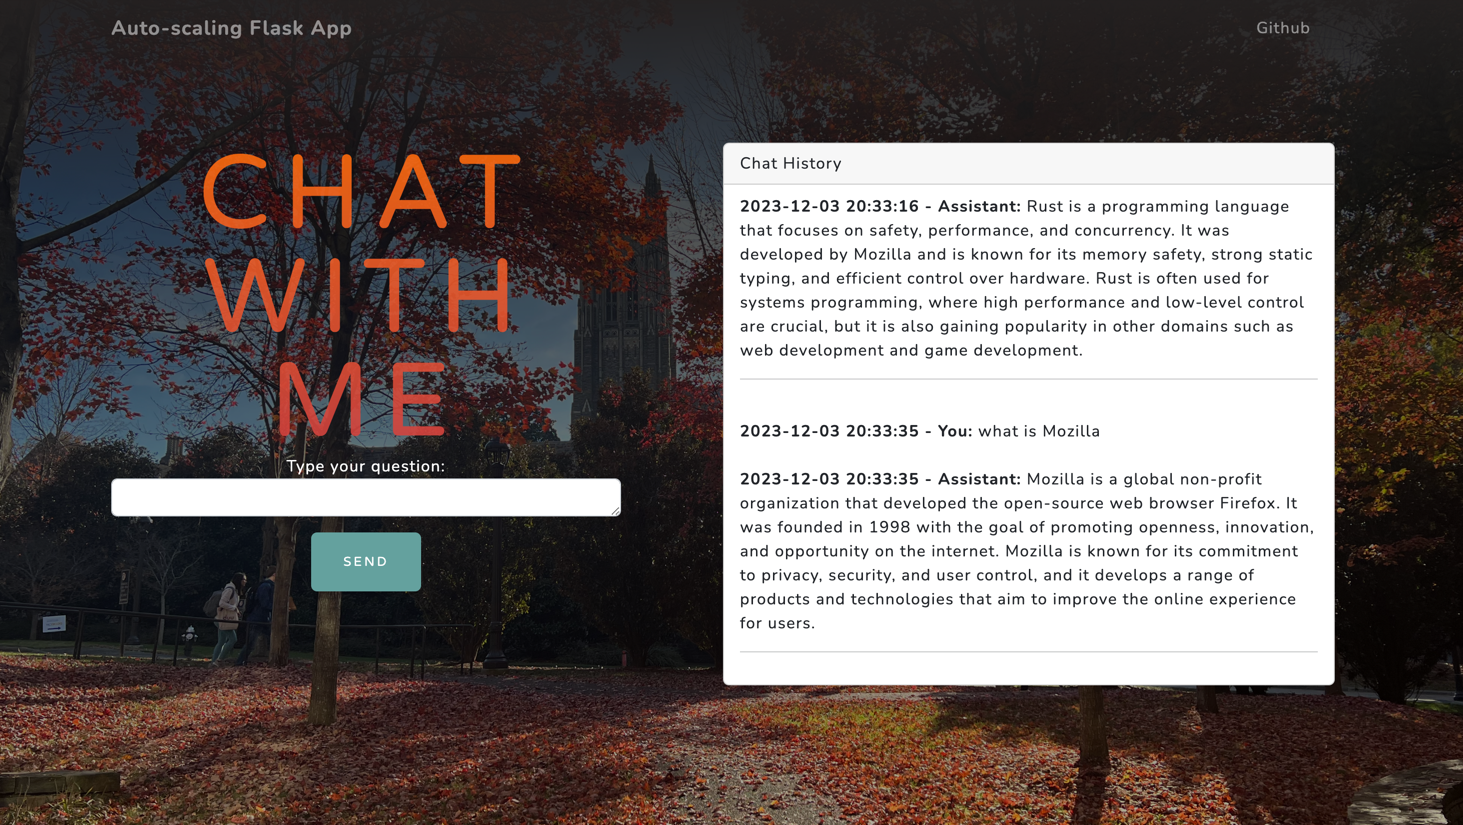 Auto-scaling Flask App
Github
CHAT
WITH
ME
Type your question:
SEND
Chat History
2023-12-03 20:33:16 - Assistant: Rust is a programming language
that focuses on safety, performance, and concurrency. It was
developed by Mozilla and is known for its memory safety, strong static
typing, and efficient control over hardware. Rust is often used for
systems programming, where high performance and low-level control
are crucial, but it is also gaining popularity in other domains such as
web development and game development.
2023-12-03 20:33:35 - You: what is Mozilla
2023-12-03 20:33:35 - Assistant: Mozilla is a global non-profit
organization that developed the open-source web browser Firefox. It
was founded in 1998 with the goal of promoting openness, innovation,
and opportunity on the internet. Mozilla is known for its commitment
to privacy, security, and user control, and it develops a range of
products and technologies that aim to improve the online experience
for users.